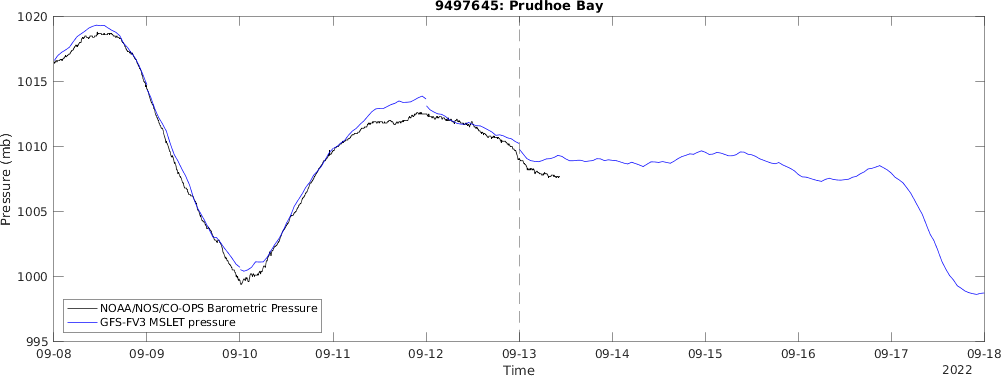 9497645: Prudhoe Bay
1020
1015
1010
1005
1000
995
Pressure (mb)
NOAA/NOS/CO-OPS Barometric Pressure
GFS-FV3 MSLET pressure
09-08 09-09 09-10 09-11 09-12 09-13 09-14 09-15 09-16 09-17 09-18
Time
2022